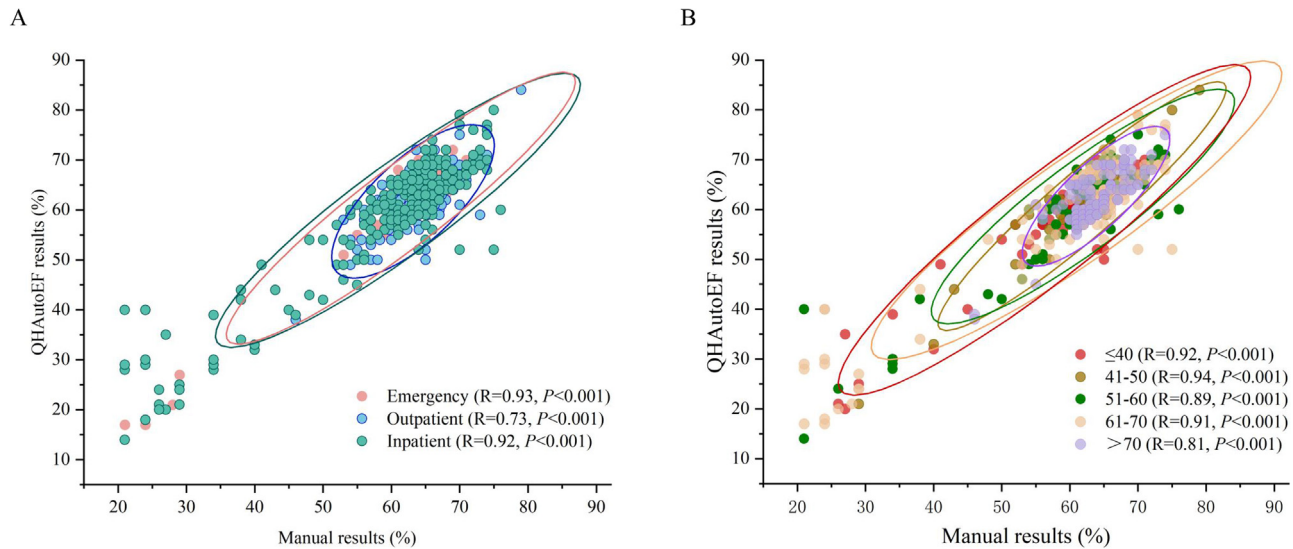 A
QHAutoEF results (%)
90
80
70
60
50
40
30
20
10
20 30 40 50 60 70 80 90
Manual results (%)
Emergency (R=0.93, P<0.001)
Outpatient (R=0.73, P<0.001)
Inpatient (R=0.92, P<0.001)
B
QHAutoEF results (%)
90
80
70
60
50
40
30
20
10
20 30 40 50 60 70 80 90
Manual results (%)
≤40 (R=0.92, P<0.001)
41-50 (R=0.94, P<0.001)
51-60 (R=0.89, P<0.001)
61-70 (R=0.91, P<0.001)
>70 (R=0.81, P<0.001)